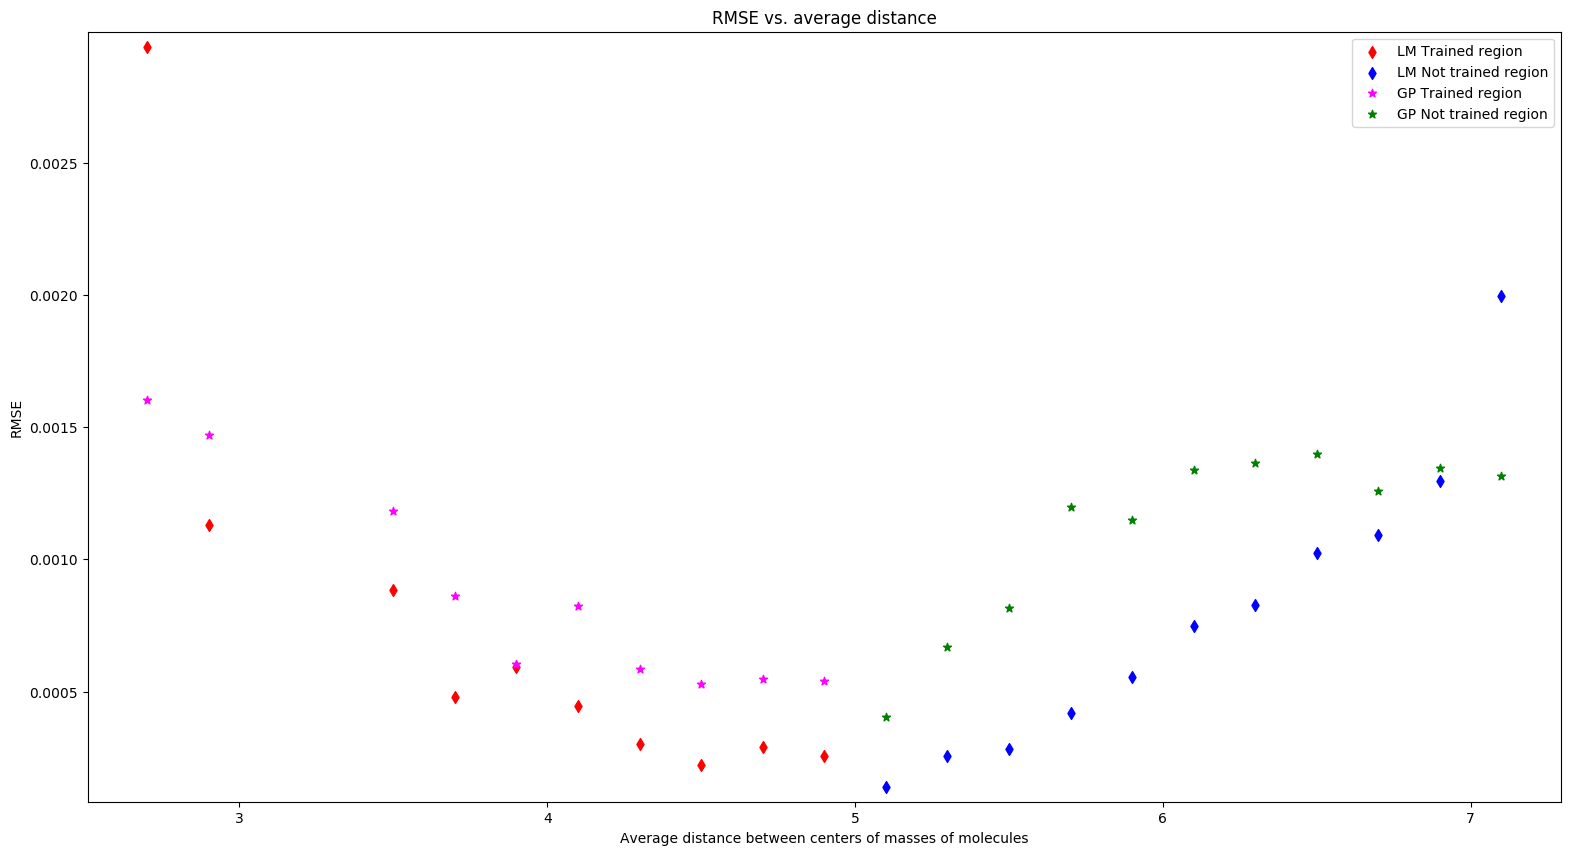 RMSE vs. average distance
LM Trained region
LM Not trained region
GP Trained region
GP Not trained region
0.0025
0.0020
0.0015
0.0010
0.0005
RMSE
3 4 5 6 7
Average distance between centers of masses of molecules